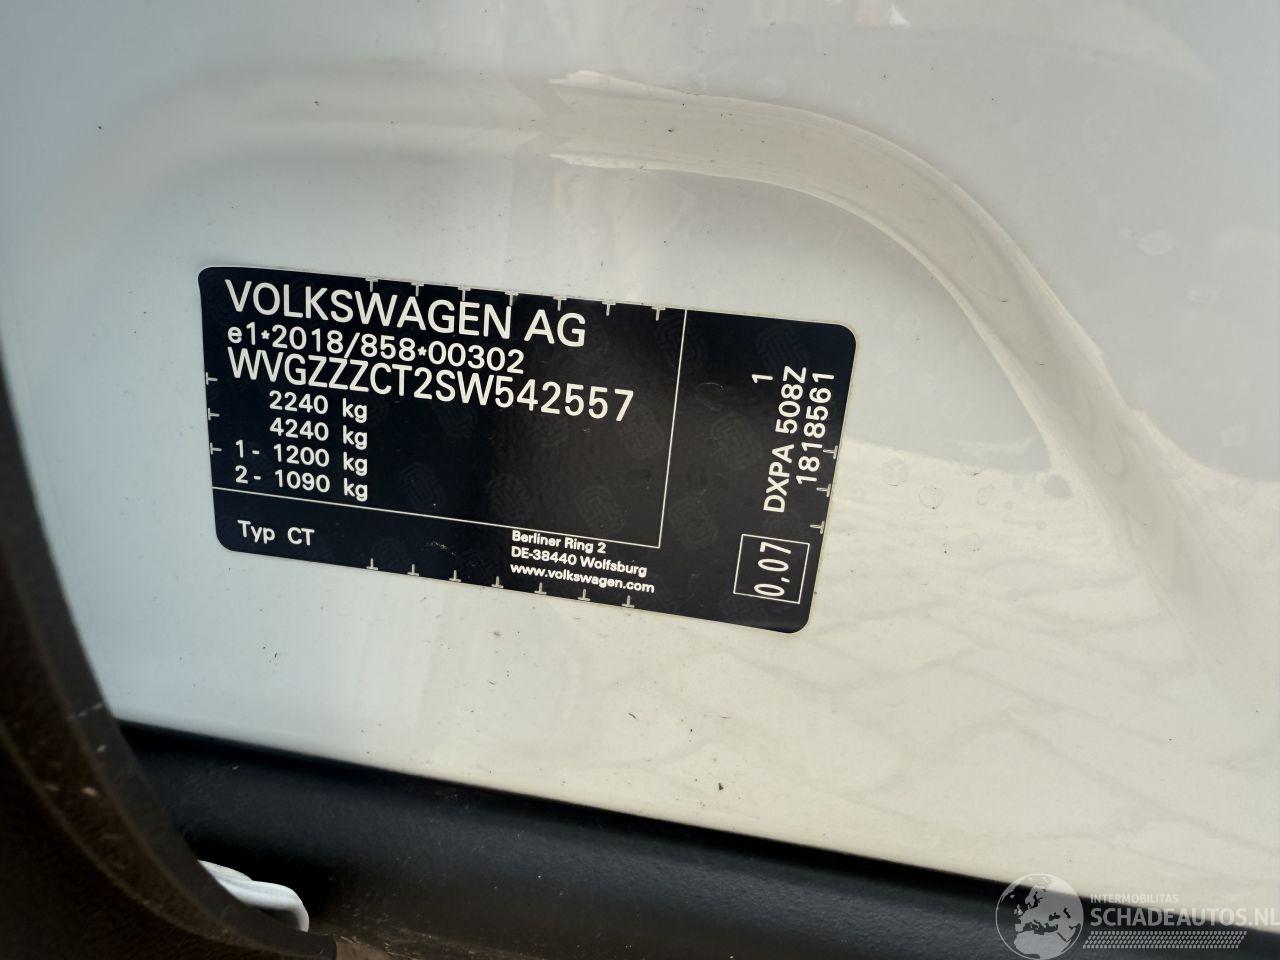 VOLKSWAGEN AG
e1*2018/858*00302
WVGZZZCT2SW542557
2240 kg
4240 kg
1 - 1200 kg
2 - 1090 kg
Typ CT
Berliner Ring 2
DE-38440 Wolfsburg
www.volkswagen.com
1
DXPA 508Z
1818561
0,07
INTERMOBILITAS
SCHADEAUTOS.NL